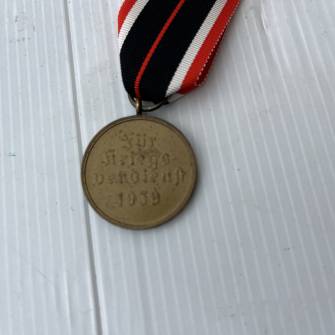 Für
Kriegs-
verdienst
1939